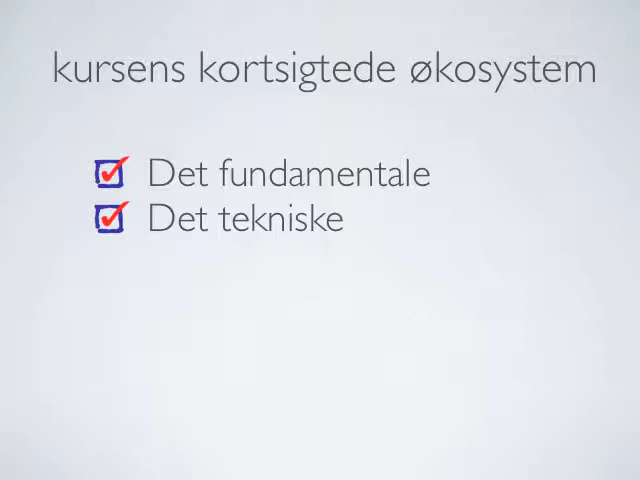 kursens kortsigtede økosystem
Det fundamentale
Det tekniske